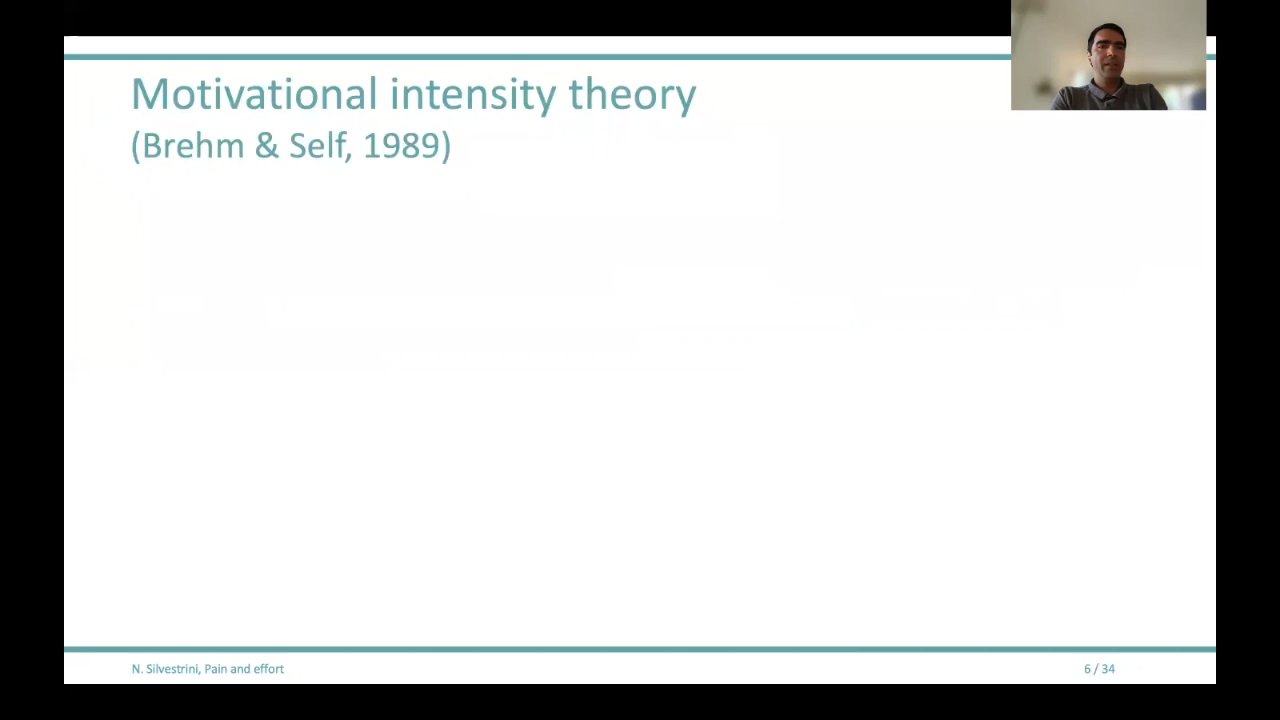 Motivational intensity theory
(Brehm & Self, 1989)
N. Silvestrini, Pain and effort
6 / 34